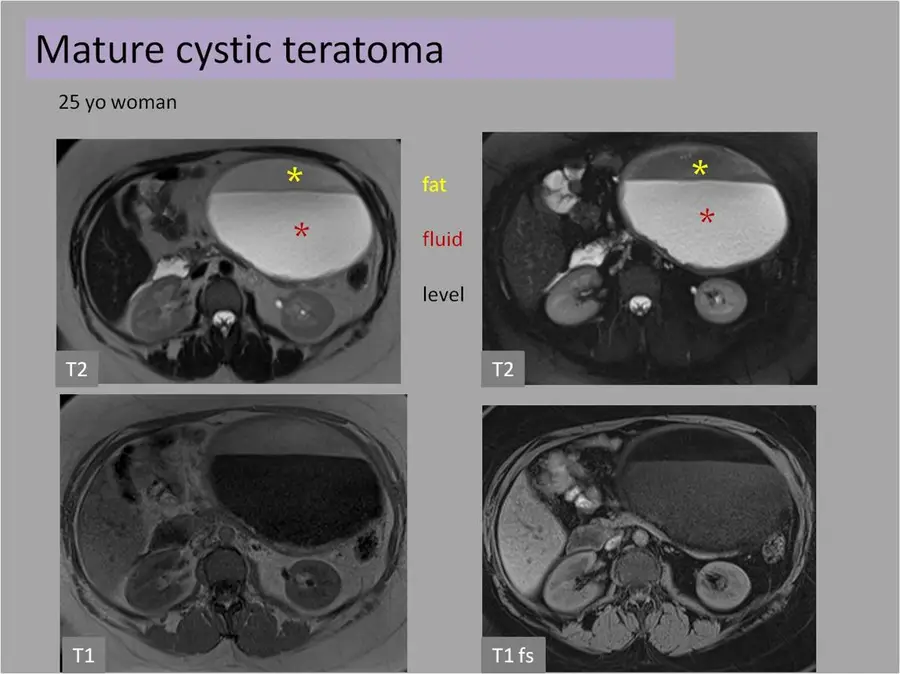 Mature cystic teratoma
25 yo woman
*
*
fat
fluid
level
*
*
T2
T2
T1
T1 fs